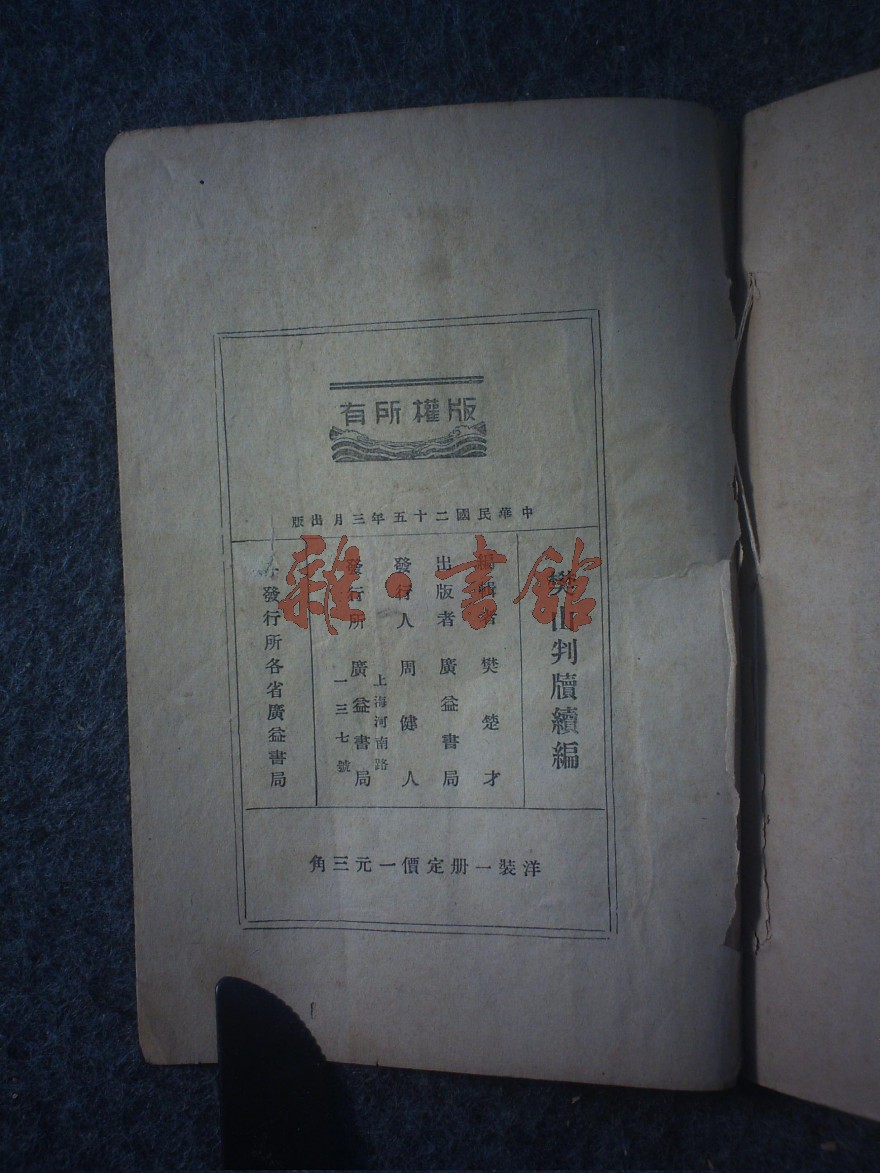 版權所有
中華民國二十五年三月出版
樊山判牘續編
編輯者 樊楚才
出版者 廣益書局
發行人 周健人
發行所 廣益書局
上海河南路
一三七號
發行所各省廣益書局
洋裝一册定價一元三角
雜·書館